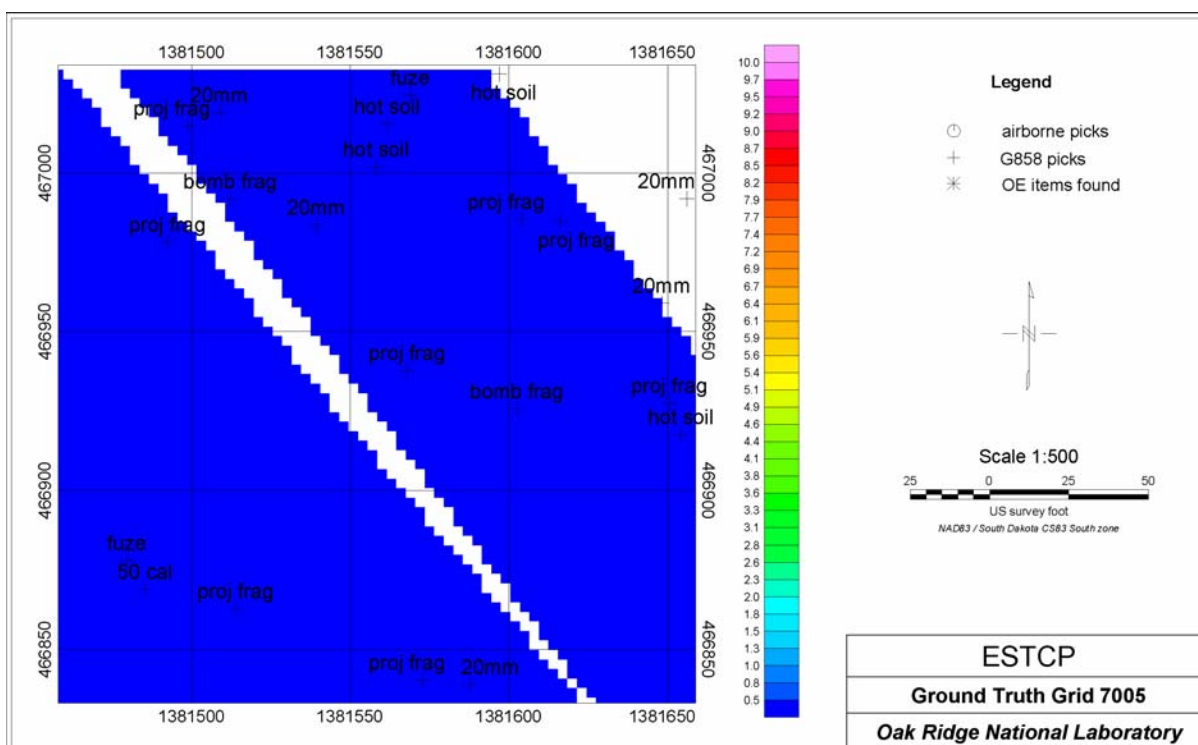 1381500 1381550 1381600 1381650
fuze
hot soil
20mm
proj frag
hot soil
hot soil
467000
467000
bomb frag
20mm
20mm
proj frag
proj frag
proj frag
20mm
466950
466950
proj frag
bomb frag
proj frag
hot soil
466900
466900
fuze
50 cal
proj frag
466850
466850
proj frag
20mm
1381500 1381550 1381600 1381650
10.0
9.7
9.5
9.2
9.0
8.7
8.5
8.2
7.9
7.7
7.4
7.2
6.9
6.7
6.4
6.1
5.9
5.6
5.4
5.1
4.9
4.6
4.4
4.1
3.8
3.6
3.3
3.1
2.8
2.6
2.3
2.0
1.8
1.5
1.3
1.0
0.8
0.5
Legend
airborne picks
G858 picks
OE items found
N
Scale 1:500
25 0 25 50
US survey foot
NAD83 / South Dakota CS83 South zone
ESTCP
Ground Truth Grid 7005
Oak Ridge National Laboratory